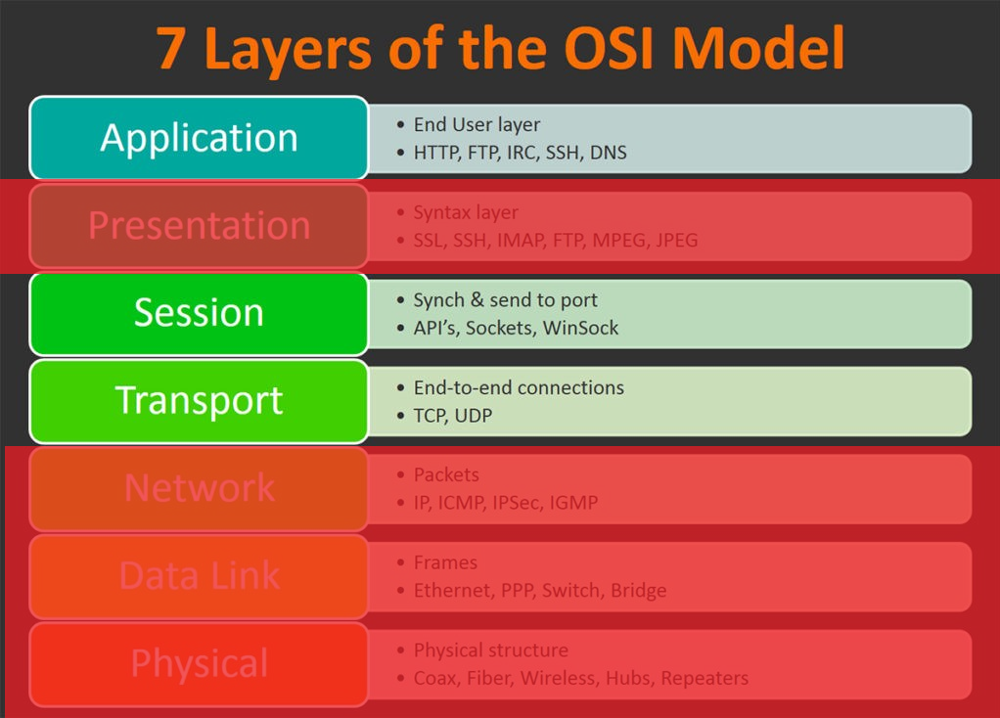 7 Layers of the OSI Model
Application
• End User layer
• HTTP, FTP, IRC, SSH, DNS
Presentation
• Syntax layer
• SSL, SSH, IMAP, FTP, MPEG, JPEG
Session
• Synch & send to port
• API's, Sockets, WinSock
Transport
• End-to-end connections
• TCP, UDP
Network
• Packets
• IP, ICMP, IPSec, IGMP
Data Link
• Frames
• Ethernet, PPP, Switch, Bridge
Physical
• Physical structure
• Coax, Fiber, Wireless, Hubs, Repeaters